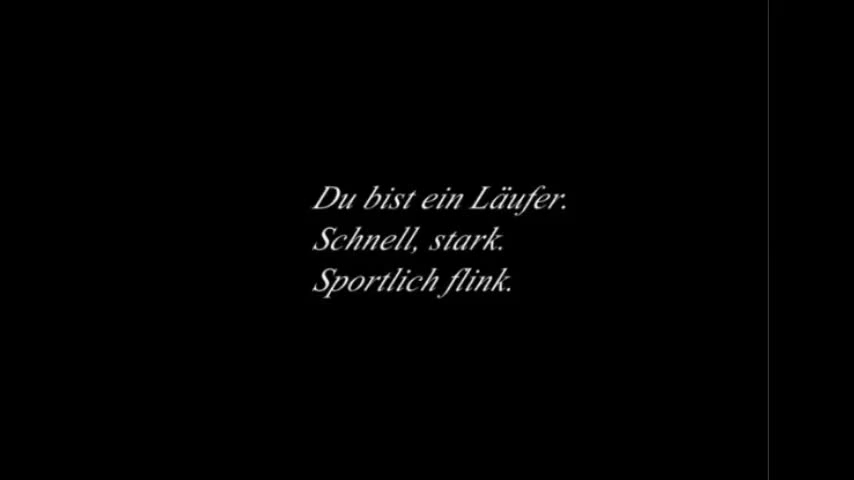 Du bist ein Läufer.
Schnell, stark.
Sportlich flink.